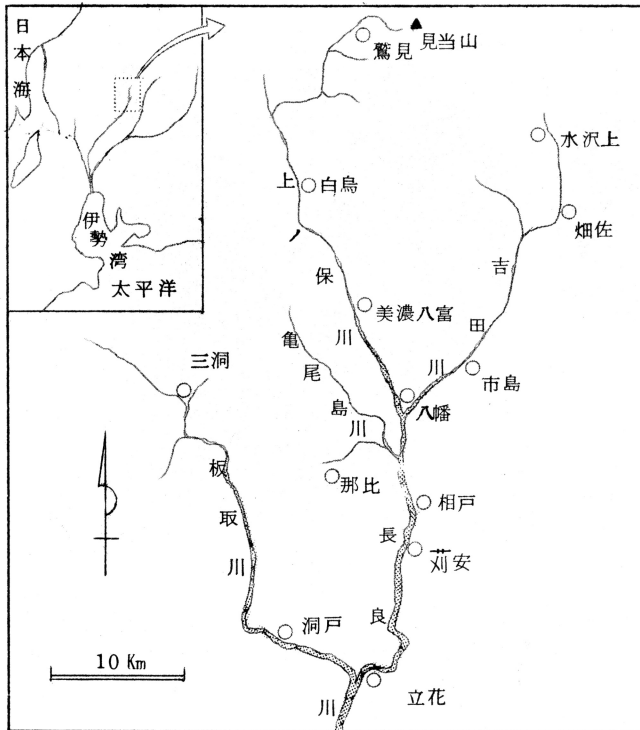 日本海
伊勢湾
太平洋
見当山
鷲見
水沢上
白鳥
畑佐
上ノ保川
吉田川
美濃八富
亀尾島川
市島
三洞
八幡
那比
板取川
相戸
苅安
洞戸
長良川
立花
10 Km